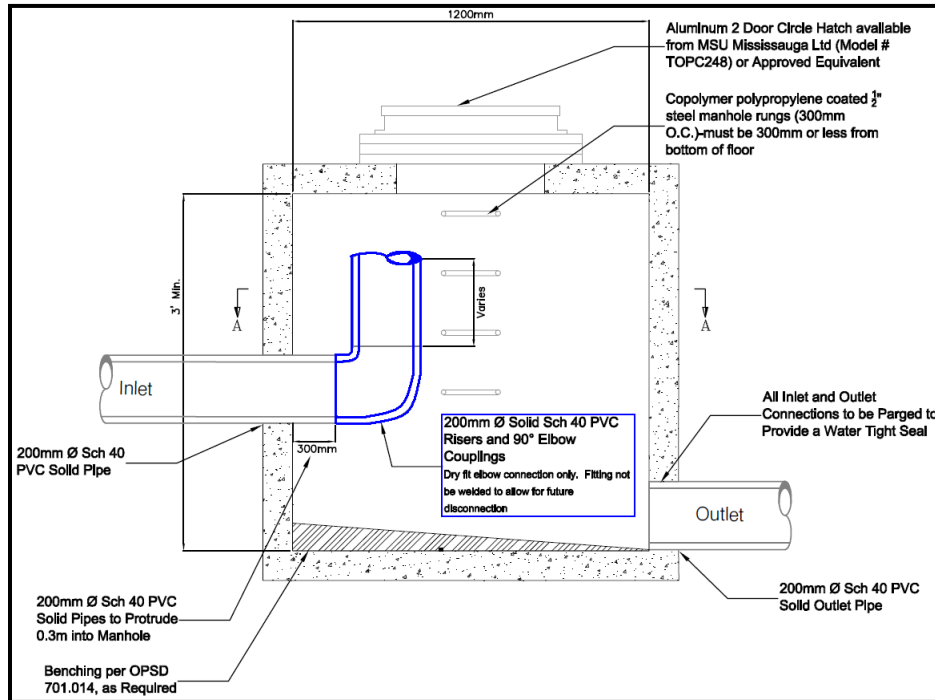 1200mm
Aluminum 2 Door Circle Hatch available
from MSU Mississauga Ltd (Model #
TOPC248) or Approved Equivalent
Copolymer polypropylene coated 1/2"
steel manhole rungs (300mm
O.C.)-must be 300mm or less from
bottom of floor
3' Min.
Varies
A
A
Inlet
200mm Ø Sch 40
PVC Solid Pipe
300mm
200mm Ø Solid Sch 40 PVC
Risers and 90° Elbow
Couplings
Dry fit elbow connection only. Fitting not
be welded to allow for future
disconnection
All Inlet and Outlet
Connections to be Parged to
Provide a Water Tight Seal
Outlet
200mm Ø Sch 40 PVC
Solid Pipes to Protrude
0.3m into Manhole
200mm Ø Sch 40 PVC
Solid Outlet Pipe
Benching per OPSD
701.014, as Required